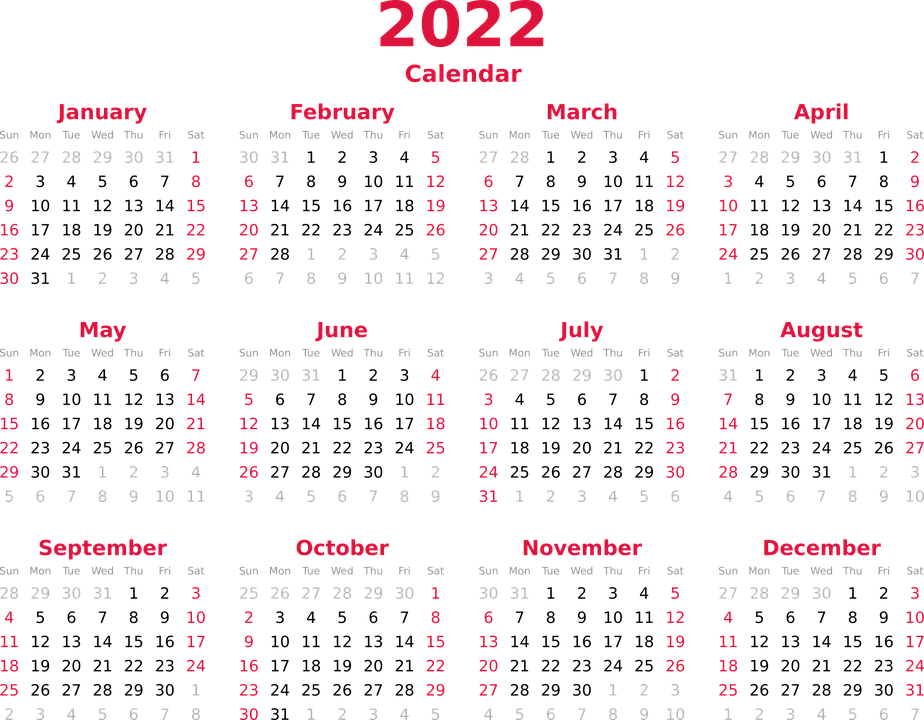 2022
Calendar
January February March April
Sun Mon Tue Wed Thu Fri Sat Sun Mon Tue Wed Thu Fri Sat Sun Mon Tue Wed Thu Fri Sat Sun Mon Tue Wed Thu Fri Sat
26 27 28 29 30 31 1 30 31 1 2 3 4 5 27 28 1 2 3 4 5 27 28 29 30 31 1 2
2 3 4 5 6 7 8 6 7 8 9 10 11 12 6 7 8 9 10 11 12 3 4 5 6 7 8 9
9 10 11 12 13 14 15 13 14 15 16 17 18 19 13 14 15 16 17 18 19 10 11 12 13 14 15 16
16 17 18 19 20 21 22 20 21 22 23 24 25 26 20 21 22 23 24 25 26 17 18 19 20 21 22 23
23 24 25 26 27 28 29 27 28 1 2 3 4 5 27 28 29 30 31 1 2 24 25 26 27 28 29 30
30 31 1 2 3 4 5 6 7 8 9 10 11 12 3 4 5 6 7 8 9 1 2 3 4 5 6 7
May June July August
Sun Mon Tue Wed Thu Fri Sat Sun Mon Tue Wed Thu Fri Sat Sun Mon Tue Wed Thu Fri Sat Sun Mon Tue Wed Thu Fri Sat
1 2 3 4 5 6 7 29 30 31 1 2 3 4 26 27 28 29 30 1 2 31 1 2 3 4 5 6
8 9 10 11 12 13 14 5 6 7 8 9 10 11 3 4 5 6 7 8 9 7 8 9 10 11 12 13
15 16 17 18 19 20 21 12 13 14 15 16 17 18 10 11 12 13 14 15 16 14 15 16 17 18 19 20
22 23 24 25 26 27 28 19 20 21 22 23 24 25 17 18 19 20 21 22 23 21 22 23 24 25 26 27
29 30 31 1 2 3 4 26 27 28 29 30 1 2 24 25 26 27 28 29 30 28 29 30 31 1 2 3
5 6 7 8 9 10 11 3 4 5 6 7 8 9 31 1 2 3 4 5 6 4 5 6 7 8 9 10
September October November December
Sun Mon Tue Wed Thu Fri Sat Sun Mon Tue Wed Thu Fri Sat Sun Mon Tue Wed Thu Fri Sat Sun Mon Tue Wed Thu Fri Sat
28 29 30 31 1 2 3 25 26 27 28 29 30 1 30 31 1 2 3 4 5 27 28 29 30 1 2 3
4 5 6 7 8 9 10 2 3 4 5 6 7 8 6 7 8 9 10 11 12 4 5 6 7 8 9 10
11 12 13 14 15 16 17 9 10 11 12 13 14 15 13 14 15 16 17 18 19 11 12 13 14 15 16 17
18 19 20 21 22 23 24 16 17 18 19 20 21 22 20 21 22 23 24 25 26 18 19 20 21 22 23 24
25 26 27 28 29 30 1 23 24 25 26 27 28 29 27 28 29 30 1 2 3 25 26 27 28 29 30 31
2 3 4 5 6 7 8 30 31 1 2 3 4 5 4 5 6 7 8 9 10 1 2 3 4 5 6 7